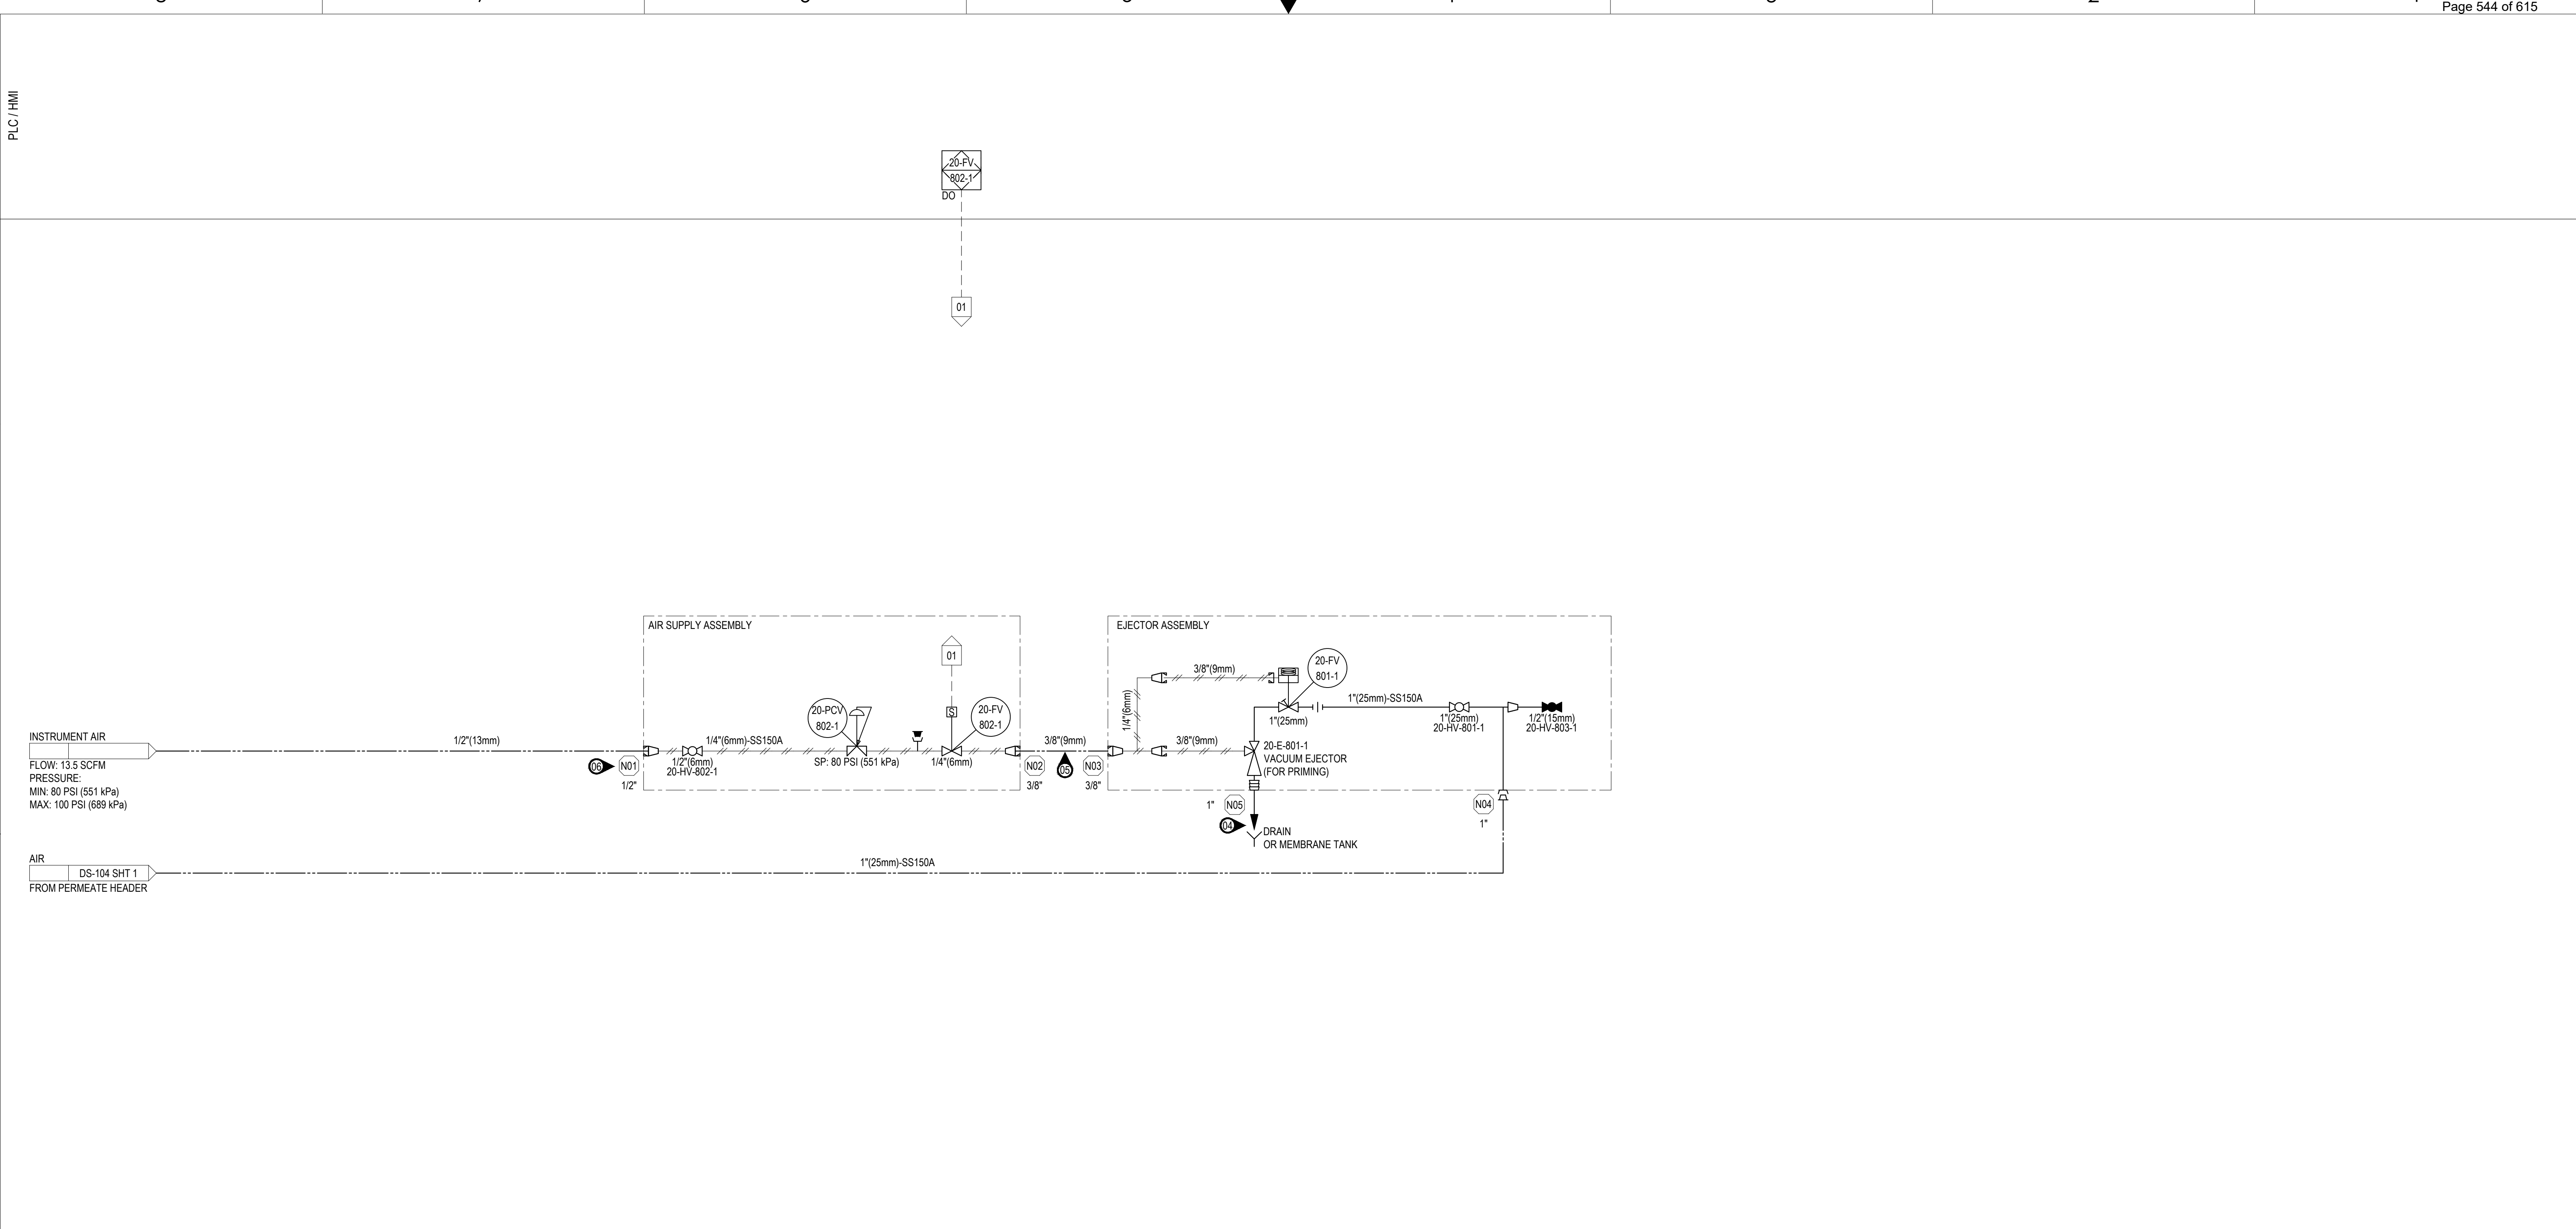 Page 544 of 615
PLC / HMI
20-FV
802-1
DO
01
AIR SUPPLY ASSEMBLY
EJECTOR ASSEMBLY
01
20-PCV
802-1
20-FV
802-1
1/4"(6mm)
3/8"(9mm)
20-FV
801-1
1"(25mm)
1"(25mm)-SS150A
1"(25mm)
20-HV-801-1
1/2"(15mm)
20-HV-803-1
INSTRUMENT AIR
FLOW: 13.5 SCFM
PRESSURE:
MIN: 80 PSI (551 kPa)
MAX: 100 PSI (689 kPa)
1/2"(13mm)
06
N01
1/2"
1/2"(6mm)
20-HV-802-1
1/4"(6mm)-SS150A
SP: 80 PSI (551 kPa)
S
1/4"(6mm)
N02
3/8"
3/8"(9mm)
05
N03
3/8"
3/8"(9mm)
20-E-801-1
VACUUM EJECTOR
(FOR PRIMING)
1"
N05
04
DRAIN
OR MEMBRANE TANK
N04
1"
AIR
DS-104 SHT 1
FROM PERMEATE HEADER
1"(25mm)-SS150A